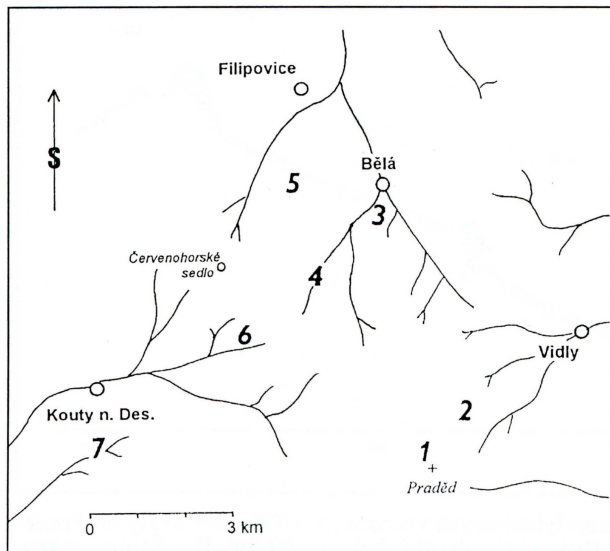 Filipovice
S
Bělá
5
3
Červenohorské
sedlo
4
6
Vidly
Kouty n. Des.
2
7
1
Praděd
0 3 km